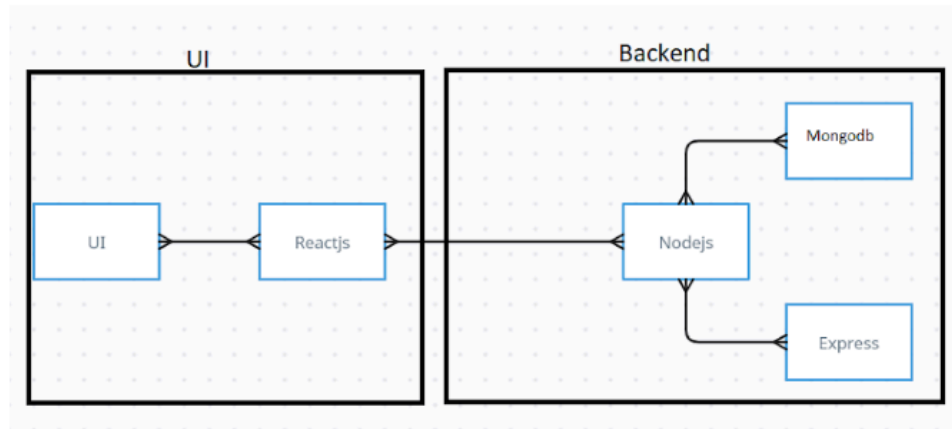 UI
Backend
Mongodb
UI
Reactjs
Nodejs
Express